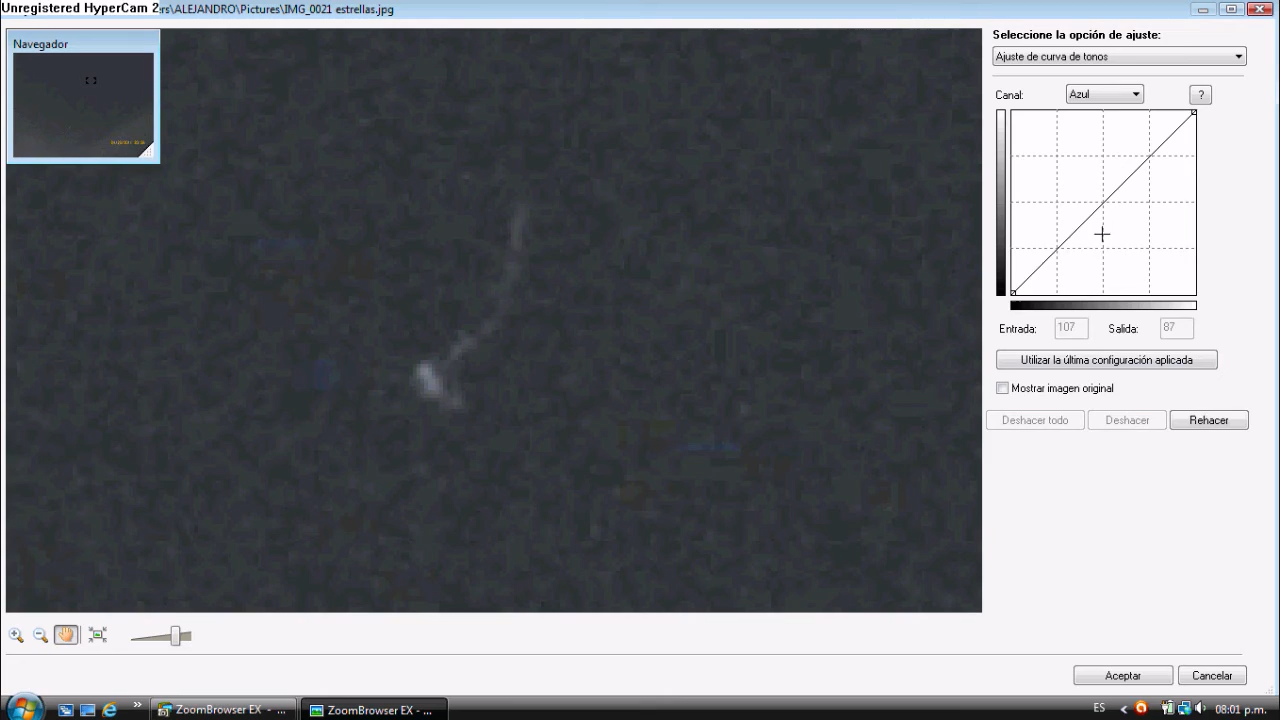 Unregistered HyperCam 2
rs\ALEJANDRO\Pictures\IMG_0021 estrellas.jpg
Navegador
Seleccione la opción de ajuste:
Ajuste de curva de tonos
Canal:
Azul
?
Entrada:
107
Salida:
87
Utilizar la última configuración aplicada
Mostrar imagen original
Deshacer todo
Deshacer
Rehacer
Aceptar
Cancelar
ZoomBrowser EX - ...
ZoomBrowser EX - ...
ES
08:01 p.m.